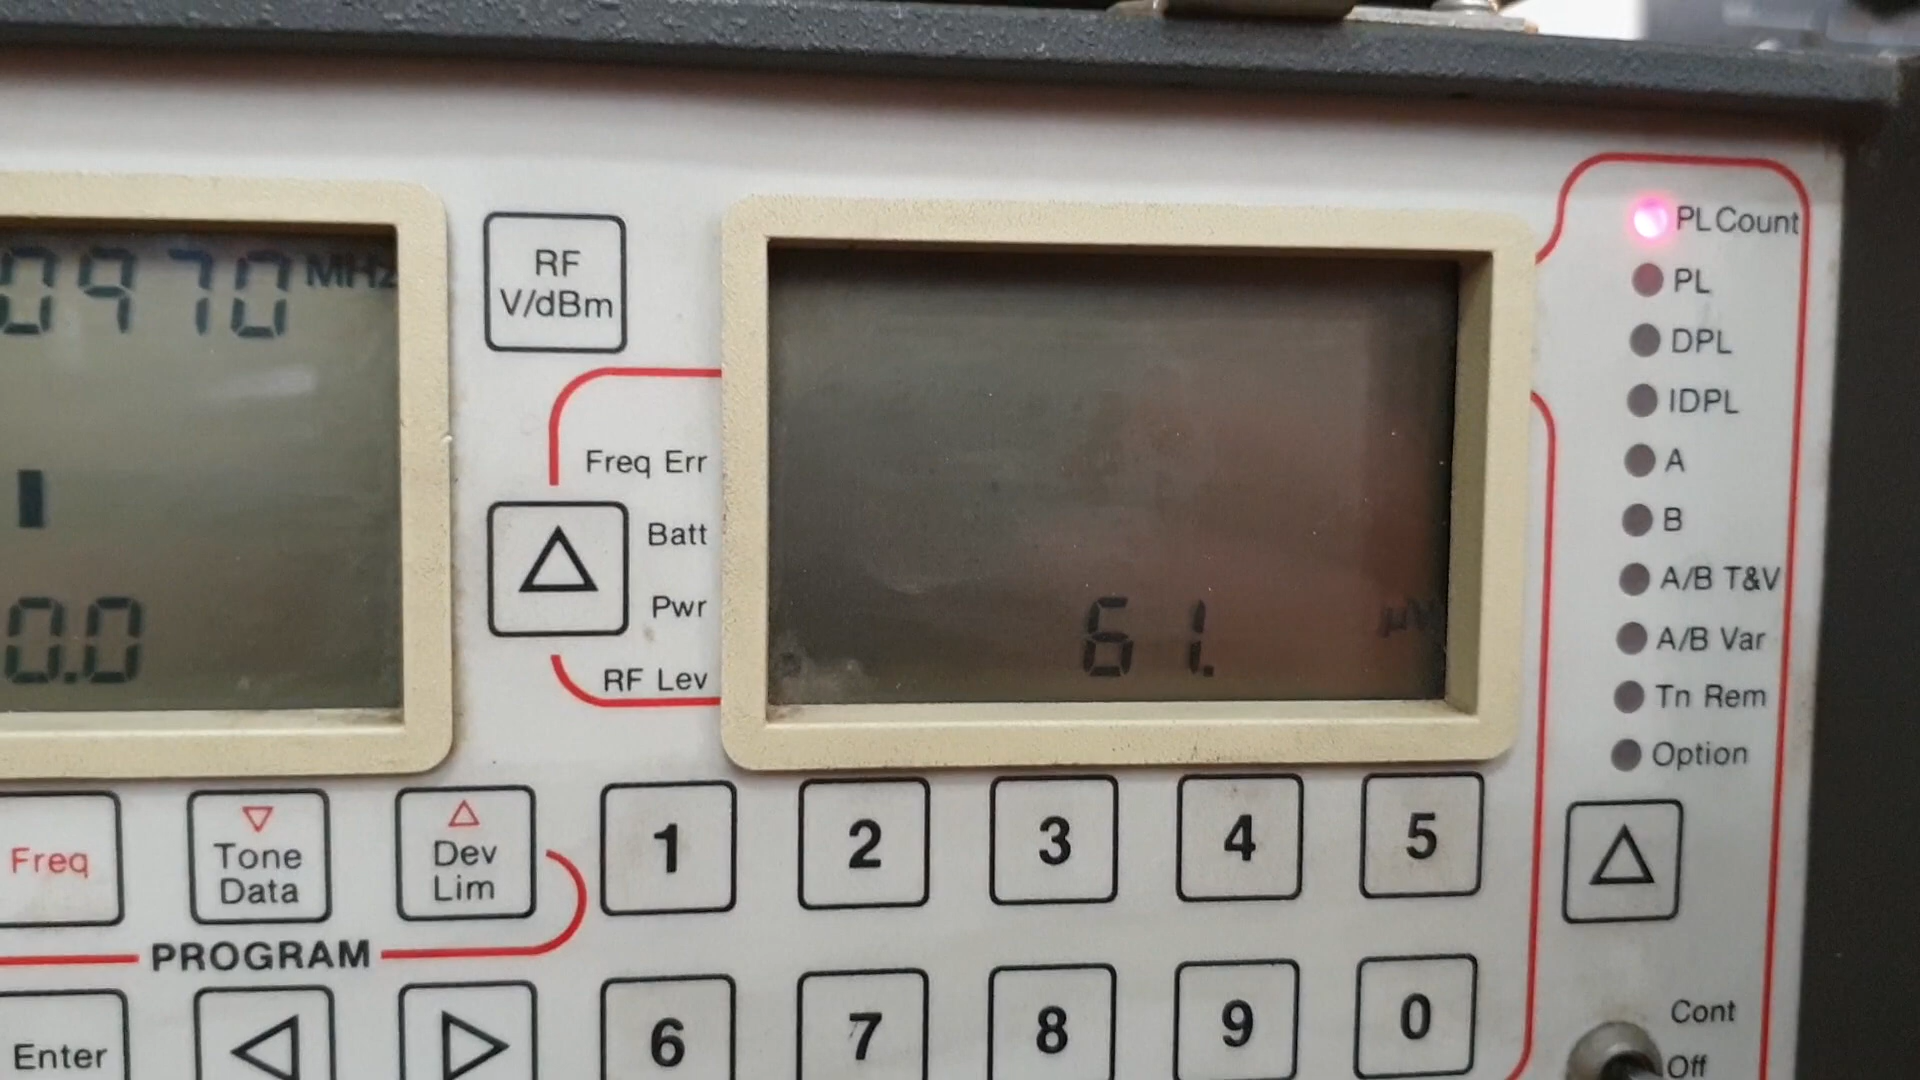 0970 MHz
0.0
RF
V/dBm
Freq Err
Batt
Pwr
RF Lev
61. µV
PL Count
PL
DPL
IDPL
A
B
A/B T&V
A/B Var
Tn Rem
Option
Freq
Tone
Data
Dev
Lim
1 2 3 4 5
PROGRAM
Enter
6 7 8 9 0
Cont
Off